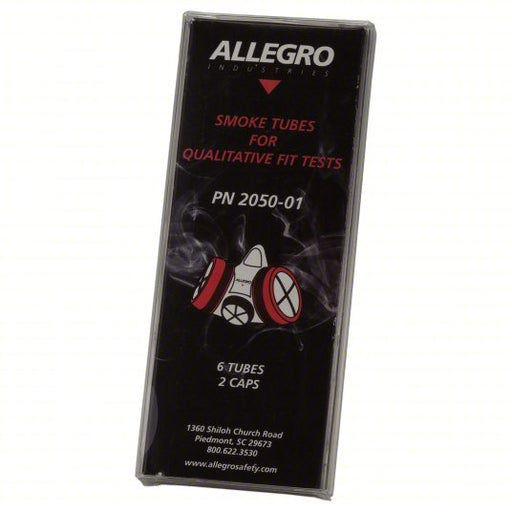 ALLEGRO
INDUSTRIES
SMOKE TUBES
FOR
QUALITATIVE FIT TESTS
PN 2050-01
ALLEGRO
6 TUBES
2 CAPS
1360 Shiloh Church Road
Piedmont, SC 29673
800.622.3530
www.allegrosafety.com